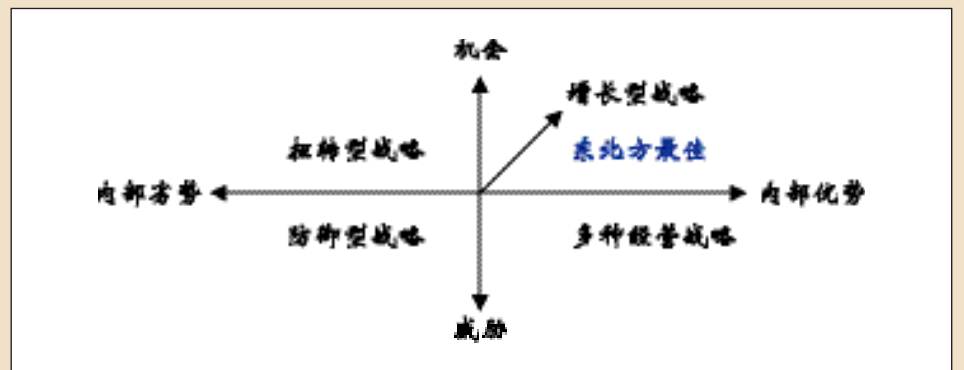 机会
增长型战略
扭转型战略
东北方最佳
内部劣势
内部优势
防御型战略
多种经营战略
威胁